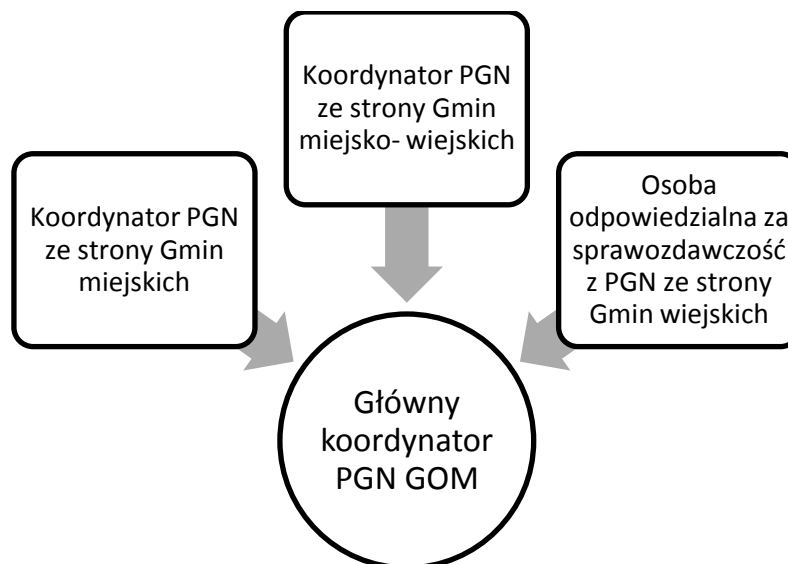 Koordynator PGN
ze strony Gmin
miejsko- wiejskich
Koordynator PGN
ze strony Gmin
miejskich
Osoba
odpowiedzialna za
sprawozdawczość
z PGN ze strony
Gmin wiejskich
Główny
koordynator
PGN GOM